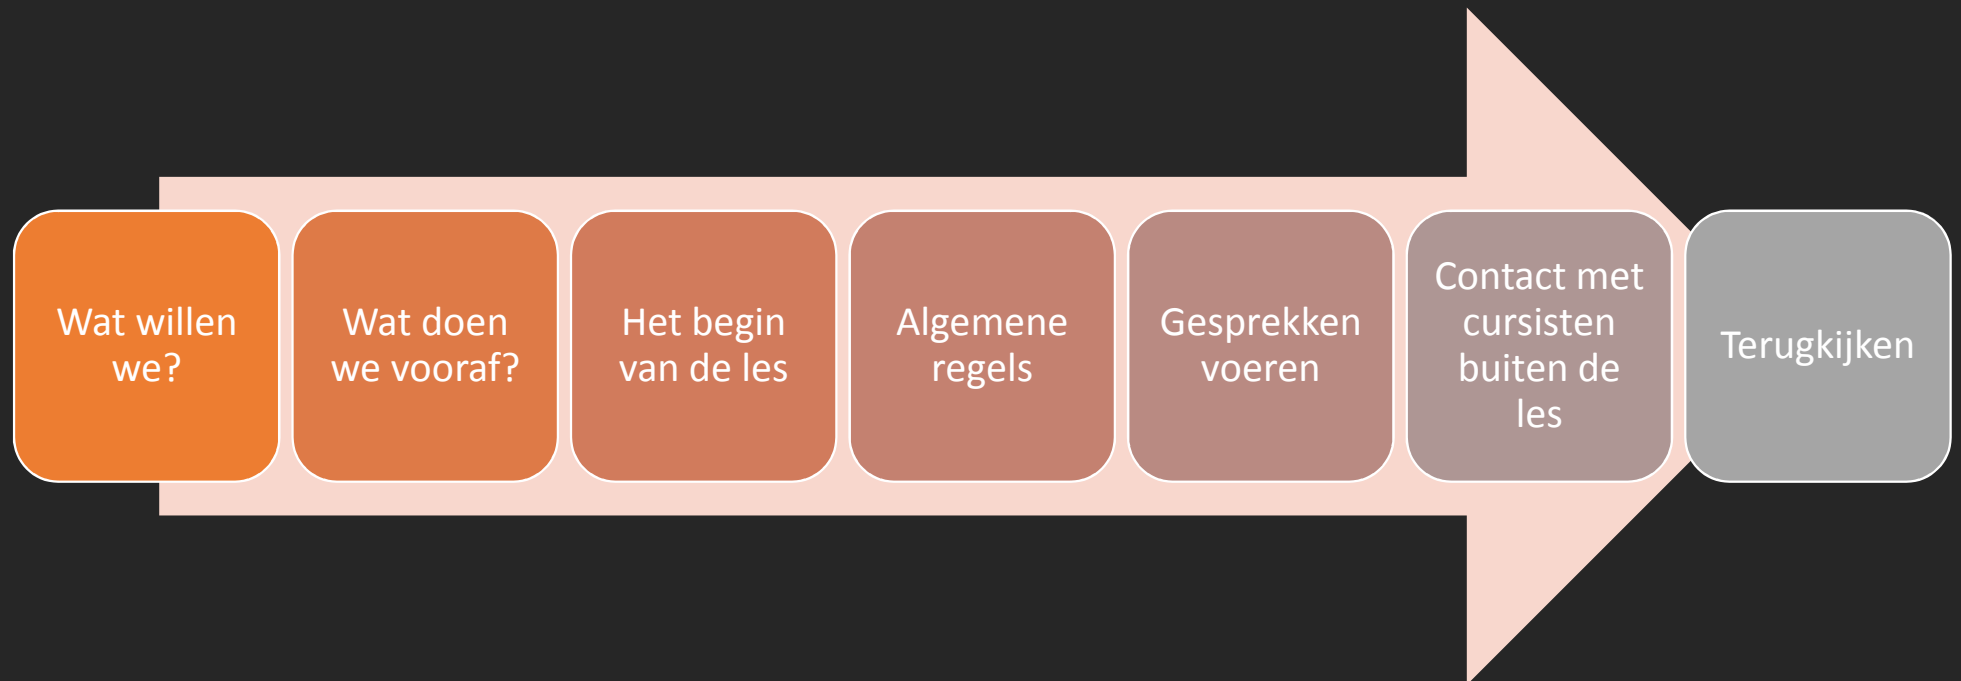 Wat willen
we?
Wat doen
we vooraf?
Het begin
van de les
Algemene
regels
Gesprekken
voeren
Contact met
cursisten
buiten de
les
Terugkijken